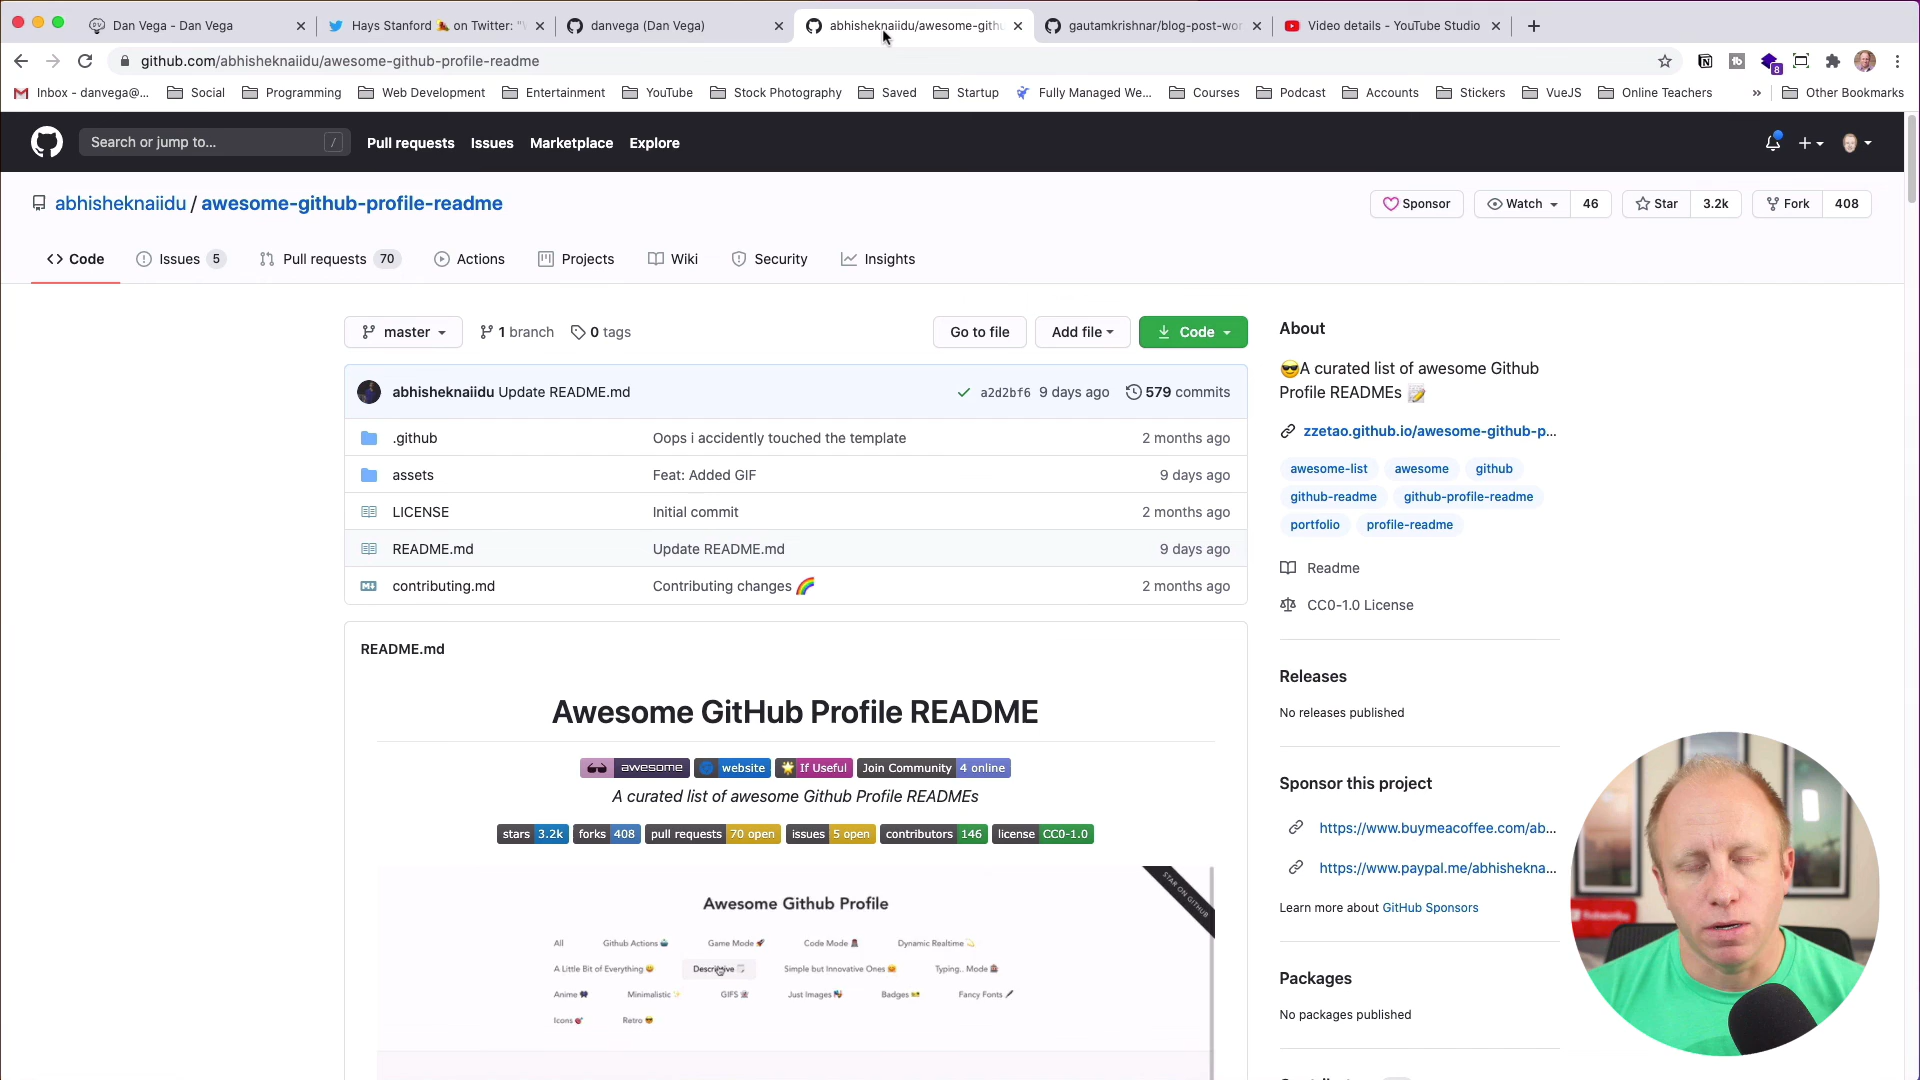 Dan Vega - Dan Vega
Hays Stanford 💃 on Twitter: "
danvega (Dan Vega)
abhisheknaiidu/awesome-githu
gautamkrishnar/blog-post-wor
Video details - YouTube Studio
github.com/abhisheknaiidu/awesome-github-profile-readme
8
Inbox - danvega@...
Social
Programming
Web Development
Entertainment
YouTube
Stock Photography
Saved
Startup
Fully Managed We...
Courses
Podcast
Accounts
Stickers
VueJS
Online Teachers
»
Other Bookmarks
Search or jump to...
/
Pull requests
Issues
Marketplace
Explore
abhisheknaiidu / awesome-github-profile-readme
Sponsor
Watch 46
Star 3.2k
Fork 408
Code
Issues 5
Pull requests 70
Actions
Projects
Wiki
Security
Insights
master
1 branch
0 tags
Go to file
Add file
Code
abhisheknaiidu Update README.md a2d2bf6 9 days ago 579 commits
.github Oops i accidently touched the template 2 months ago
assets Feat: Added GIF 9 days ago
LICENSE Initial commit 2 months ago
README.md Update README.md 9 days ago
contributing.md Contributing changes 🌈 2 months ago
README.md
Awesome GitHub Profile README
awesome website If Useful Join Community 4 online
A curated list of awesome Github Profile READMEs
stars 3.2k forks 408 pull requests 70 open issues 5 open contributors 146 license CC0-1.0
STAR ON GITHUB
Awesome Github Profile
All Github Actions Game Mode 🚀 Code Mode Dynamic Realtime 💫
A Little Bit of Everything 😃 Descriptive Simple but Innovative Ones Typing.. Mode
Anime Minimalistic ✨ GIFS Just Images Badges Fancy Fonts 🖊
Icons 🎯 Retro 😎
About
😎A curated list of awesome Github
Profile READMEs 📝
zzetao.github.io/awesome-github-p...
awesome-list awesome github
github-readme github-profile-readme
portfolio profile-readme
Readme
CC0-1.0 License
Releases
No releases published
Sponsor this project
https://www.buymeacoffee.com/ab...
https://www.paypal.me/abhishekna...
Learn more about GitHub Sponsors
Packages
No packages published